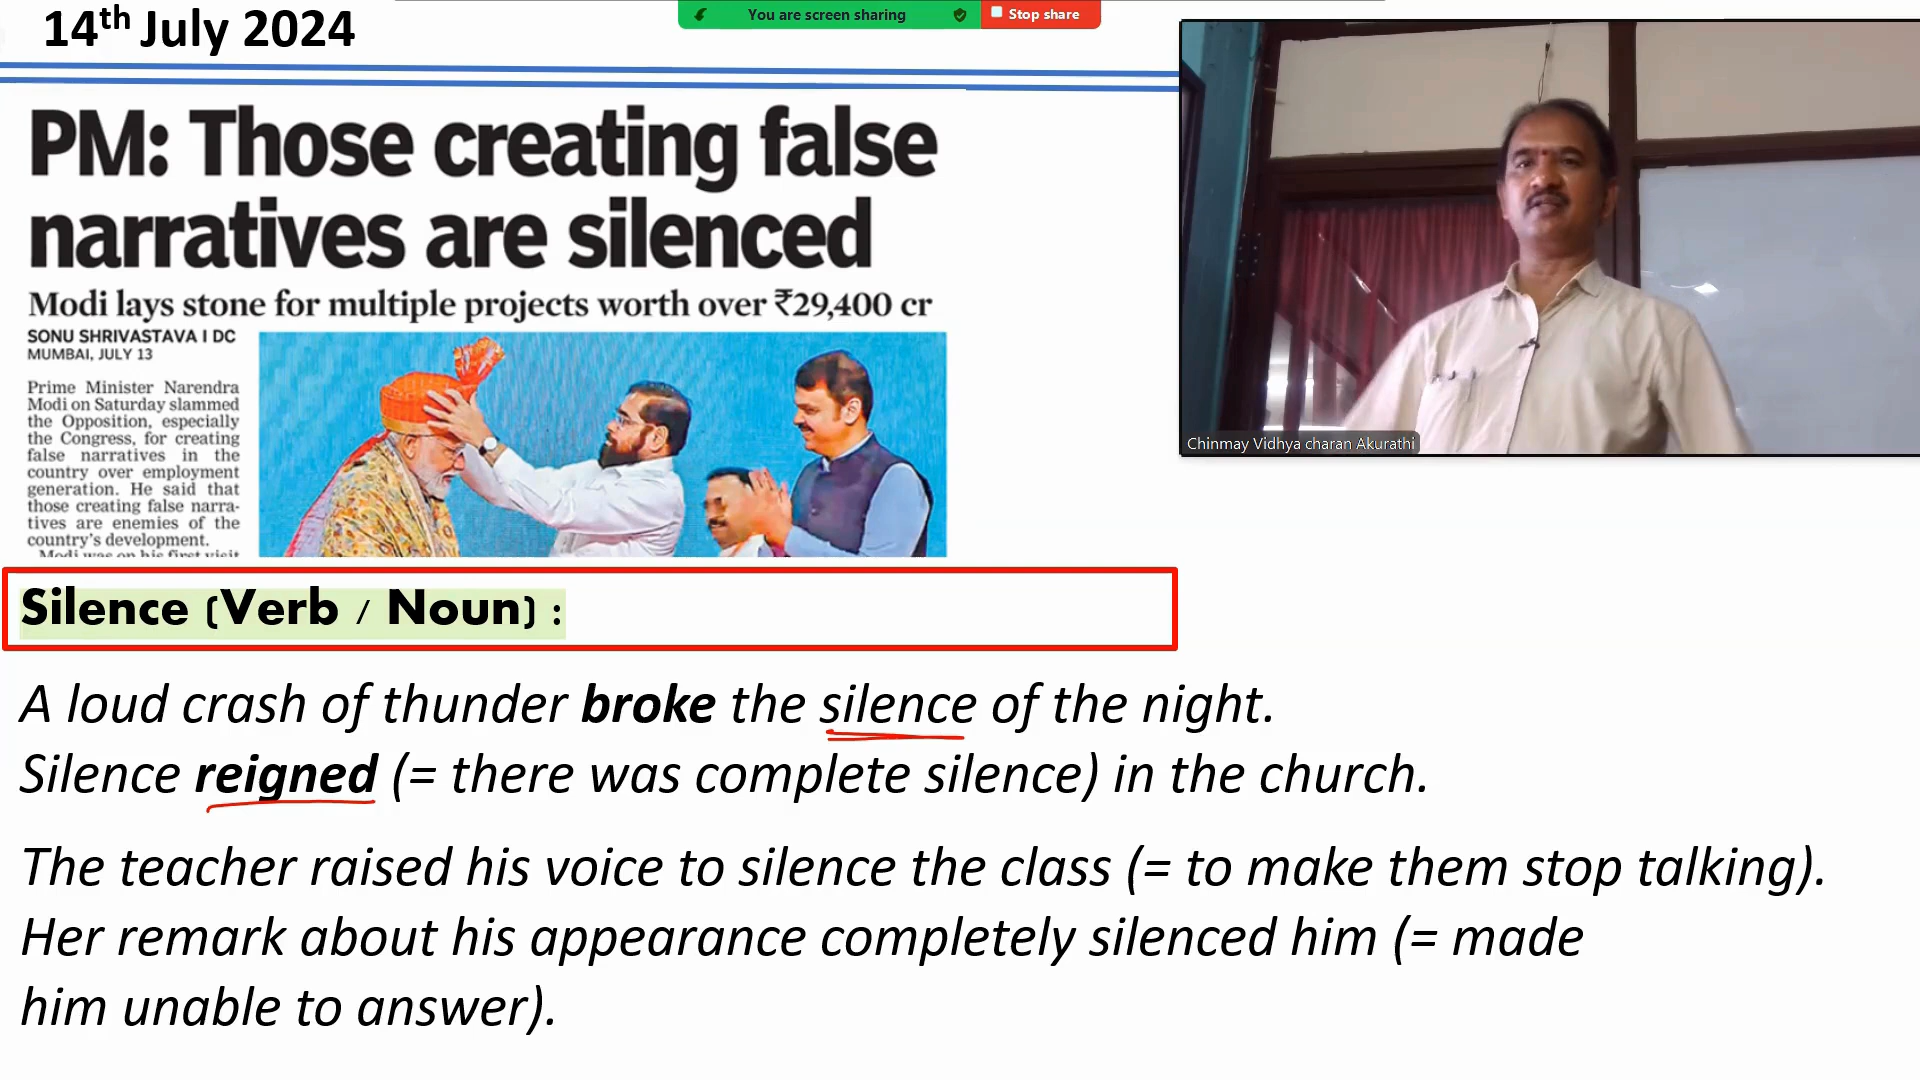 14th July 2024
You are screen sharing
Stop share
PM: Those creating false
narratives are silenced
Modi lays stone for multiple projects worth over ₹29,400 cr
SONU SHRIVASTAVA I DC
MUMBAI, JULY 13
Prime Minister Narendra
Modi on Saturday slammed
the Opposition, especially
the Congress, for creating
false narratives in the
country over employment
generation. He said that
those creating false narra-
tives are enemies of the
country's development.
Modi was on his first visit
Chinmay Vidhya charan Akurathi
Silence (Verb / Noun) :
A loud crash of thunder broke the silence of the night.
Silence reigned (= there was complete silence) in the church.
The teacher raised his voice to silence the class (= to make them stop talking).
Her remark about his appearance completely silenced him (= made
him unable to answer).